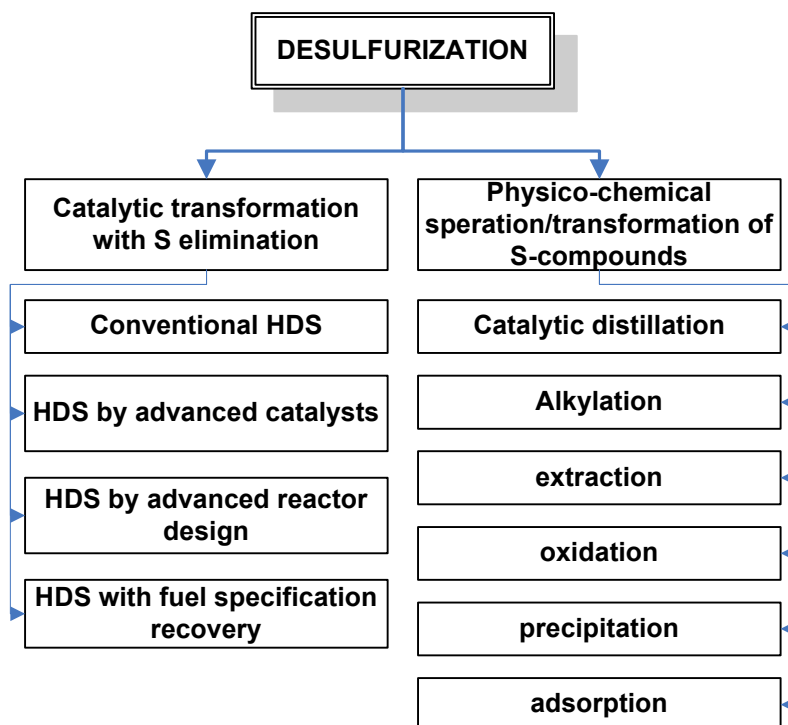 DESULFURIZATION
Catalytic transformation
with S elimination
Conventional HDS
HDS by advanced catalysts
HDS by advanced reactor
design
HDS with fuel specification
recovery
Physico-chemical
speration/transformation of
S-compounds
Catalytic distillation
Alkylation
extraction
oxidation
precipitation
adsorption